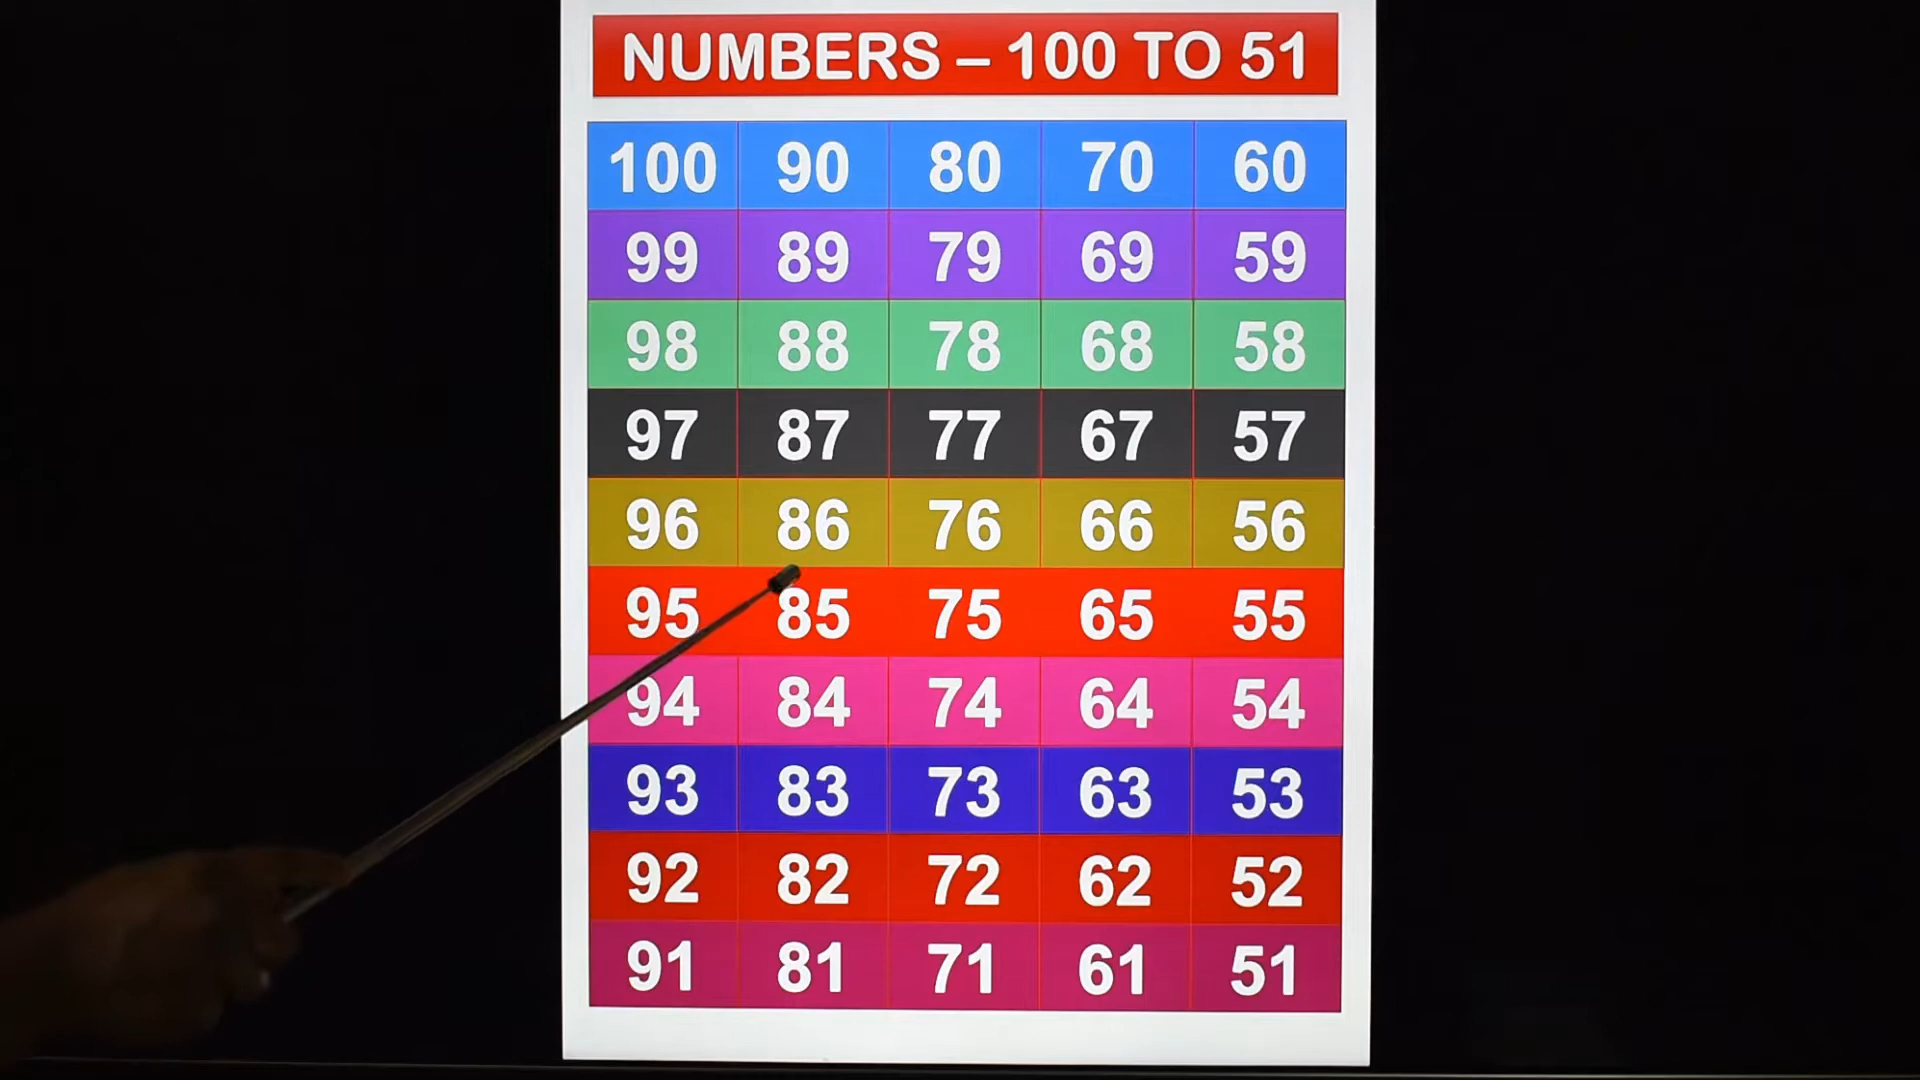 NUMBERS – 100 TO 51
100 90 80 70 60
99 89 79 69 59
98 88 78 68 58
97 87 77 67 57
96 86 76 66 56
95 85 75 65 55
94 84 74 64 54
93 83 73 63 53
92 82 72 62 52
91 81 71 61 51